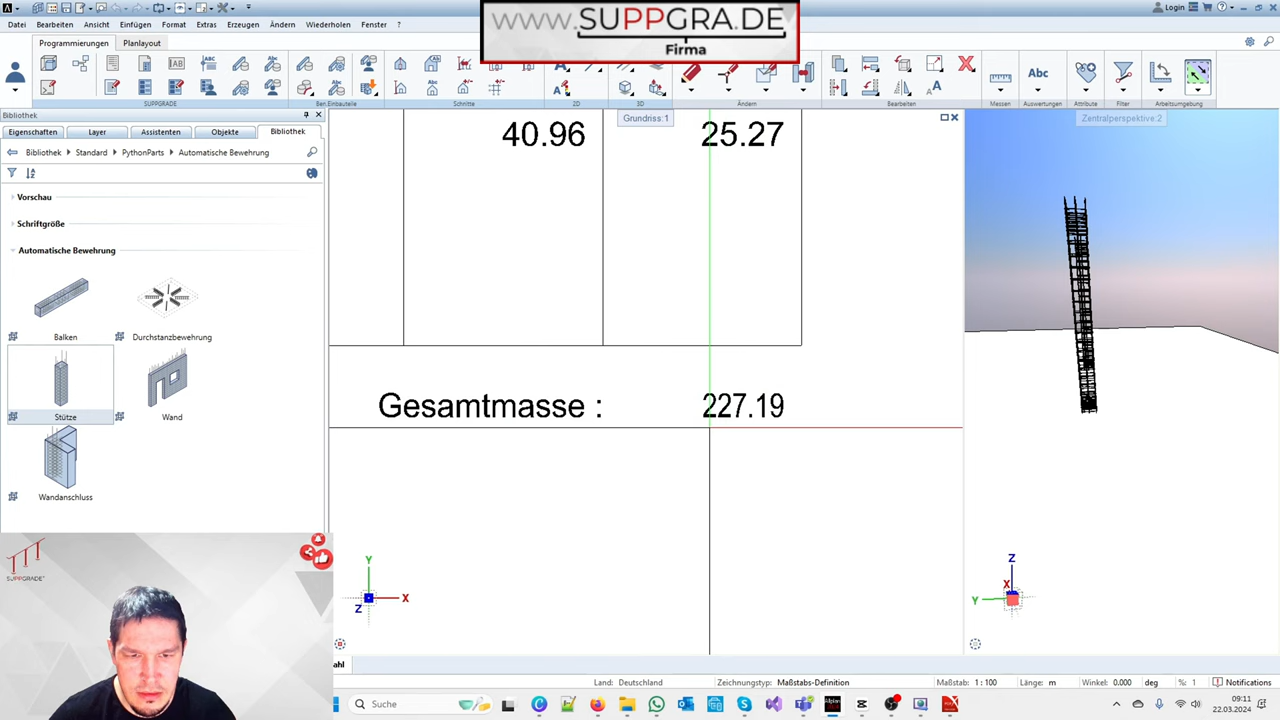 Login
Datei Bearbeiten Ansicht Einfügen Format Extras Erzeugen Ändern Wiederholen Fenster ?
www.SUPPGRA.DE
Firma
Programmierungen Planlayout
Abc
SUPPGRADE Ben.Einbauteile Schnitte 2D 3D Ändern Bearbeiten Messen Auswertungen Attribute Filter Arbeitsumgebung
Bibliothek
Grundriss:1
Zentralperspektive:2
Eigenschaften Layer Assistenten Objekte Bibliothek
Bibliothek Standard PythonParts Automatische Bewehrung
40.96 25.27
Vorschau
Schriftgröße
Automatische Bewehrung
Balken Durchstanzbewehrung
Stütze Wand
Wandanschluss
Gesamtmasse : 227.19
SUPPGRADE
Y
X
Z
Z
X
Y
ahl
Land: Deutschland Zeichnungstyp: Maßstabs-Definition Maßstab: 1 : 100 Länge: m Winkel: 0.000 deg %: 1 Notifications
Suche
09:11
22.03.2024